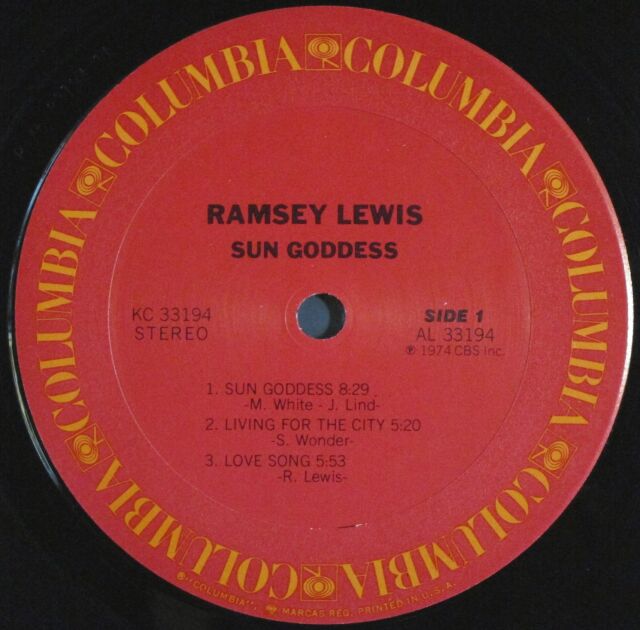 COLUMBIA COLUMBIA COLUMBIA COLUMBIA COLUMBIA COLUMBIA COLUMBIA COLUMBIA
RAMSEY LEWIS
SUN GODDESS
KC 33194
STEREO
SIDE 1
AL 33194
℗ 1974 CBS Inc.
1. SUN GODDESS 8:29
-M. White - J. Lind-
2. LIVING FOR THE CITY 5:20
-S. Wonder-
3. LOVE SONG 5:53
-R. Lewis-
®"COLUMBIA", MARCAS REG. PRINTED IN U.S.A.